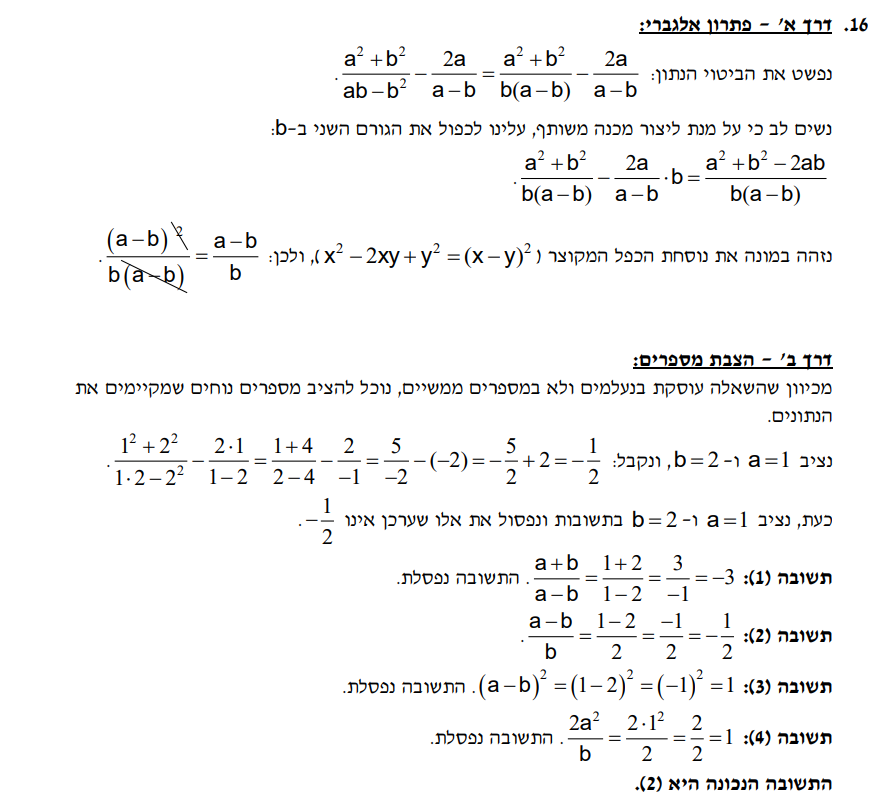 16. דרך א' – פתרון אלגברי:
נפשט את הביטוי הנתון: $\frac{a^2+b^2}{ab-b^2}-\frac{2a}{a-b}=\frac{a^2+b^2}{b(a-b)}-\frac{2a}{a-b}$.
נשים לב כי על מנת ליצור מכנה משותף, עלינו לכפול את הגורם השני ב-b:
$\frac{a^2+b^2}{b(a-b)}-\frac{2a}{a-b}\cdot b=\frac{a^2+b^2-2ab}{b(a-b)}$.
נזהה במונה את נוסחת הכפל המקוצר ($x^2-2xy+y^2=(x-y)^2$), ולכן: $\frac{(a-b)^{\cancel{2}}}{b\cancel{(a-b)}}=\frac{a-b}{b}$.
דרך ב' – הצבת מספרים:
מכיוון שהשאלה עוסקת בנעלמים ולא במספרים ממשיים, נוכל להציב מספרים נוחים שמקיימים את
הנתונים.
נציב a=1 ו- b=2, ונקבל: $\frac{1^2+2^2}{1\cdot 2-2^2}-\frac{2\cdot 1}{1-2}=\frac{1+4}{2-4}-\frac{2}{-1}=\frac{5}{-2}-(-2)=-\frac{5}{2}+2=-\frac{1}{2}$.
כעת, נציב a=1 ו- b=2 בתשובות ונפסול את אלו שערכן אינו $-\frac{1}{2}$.
תשובה (1): $\frac{a+b}{a-b}=\frac{1+2}{1-2}=\frac{3}{-1}=-3$. התשובה נפסלת.
תשובה (2): $\frac{a-b}{b}=\frac{1-2}{2}=\frac{-1}{2}=-\frac{1}{2}$.
תשובה (3): $(a-b)^2=(1-2)^2=(-1)^2=1$. התשובה נפסלת.
תשובה (4): $\frac{2a^2}{b}=\frac{2\cdot 1^2}{2}=\frac{2}{2}=1$. התשובה נפסלת.
התשובה הנכונה היא (2).